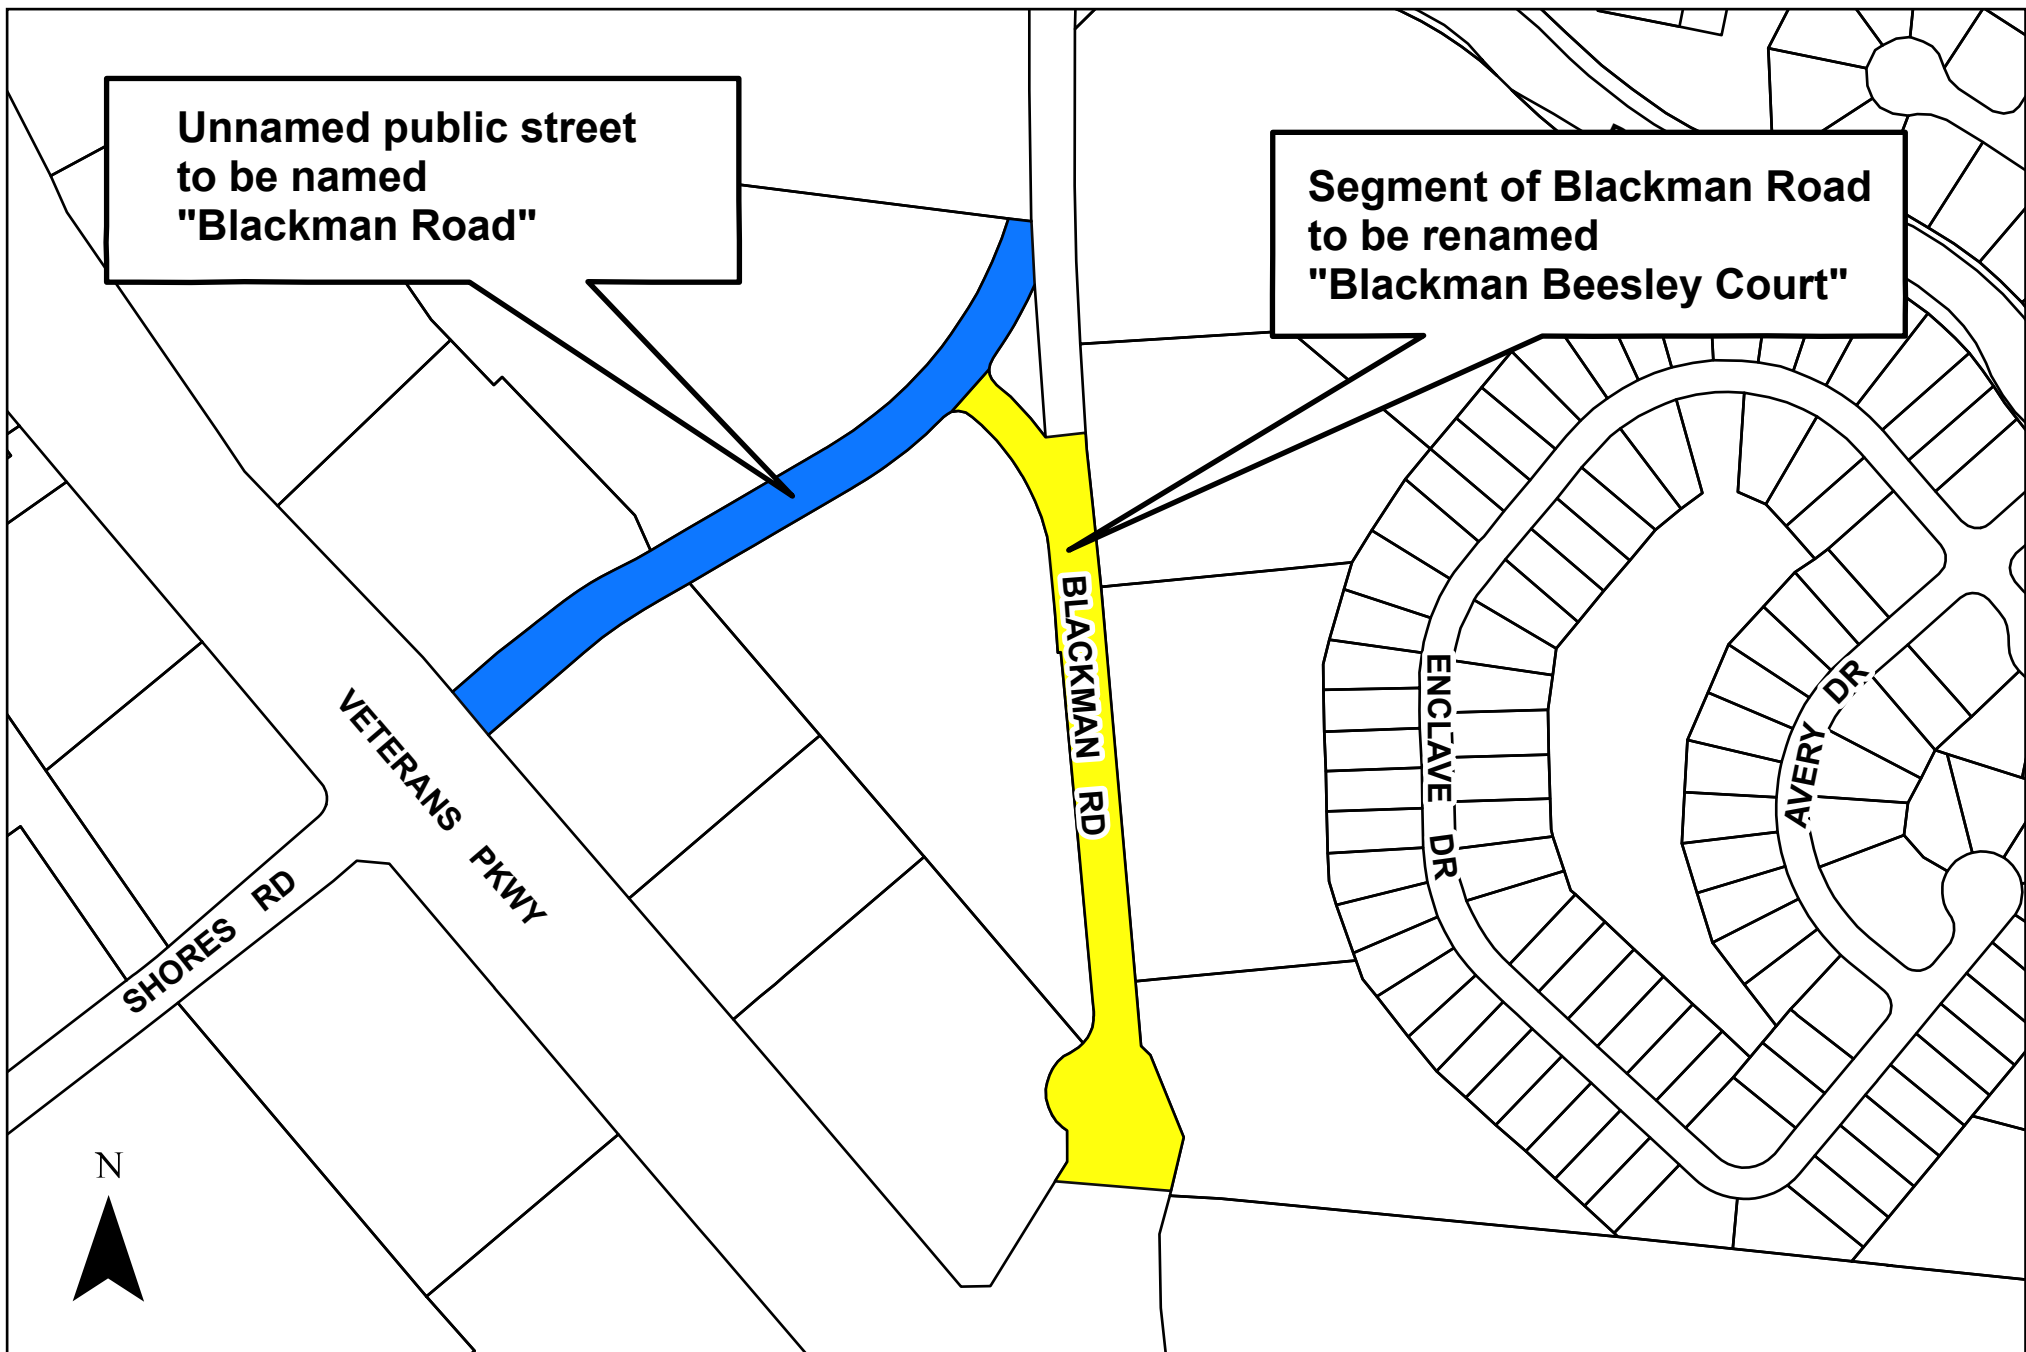 Unnamed public street
to be named
"Blackman Road"
Segment of Blackman Road
to be renamed
"Blackman Beesley Court"
BLACKMAN RD
ENCLAVE DR
AVERY DR
VETERANS PKWY
SHORES RD
N